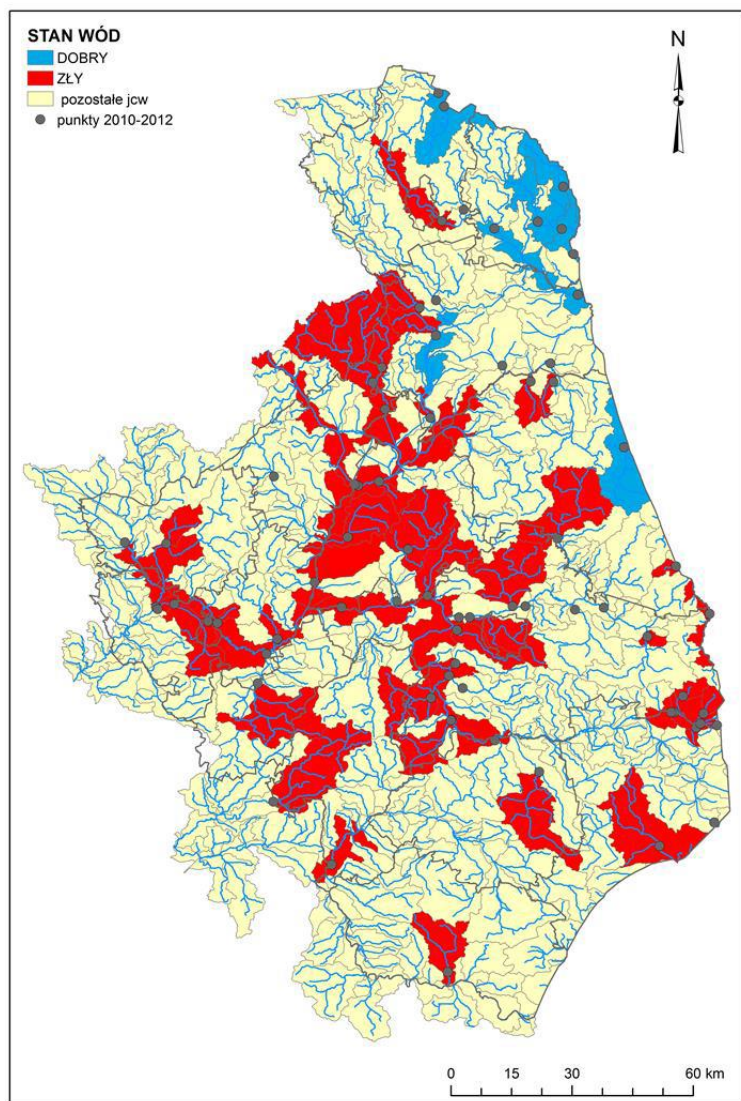 STAN WÓD
DOBRY
ZŁY
pozostałe jcw
punkty 2010-2012
N
0 15 30 60 km